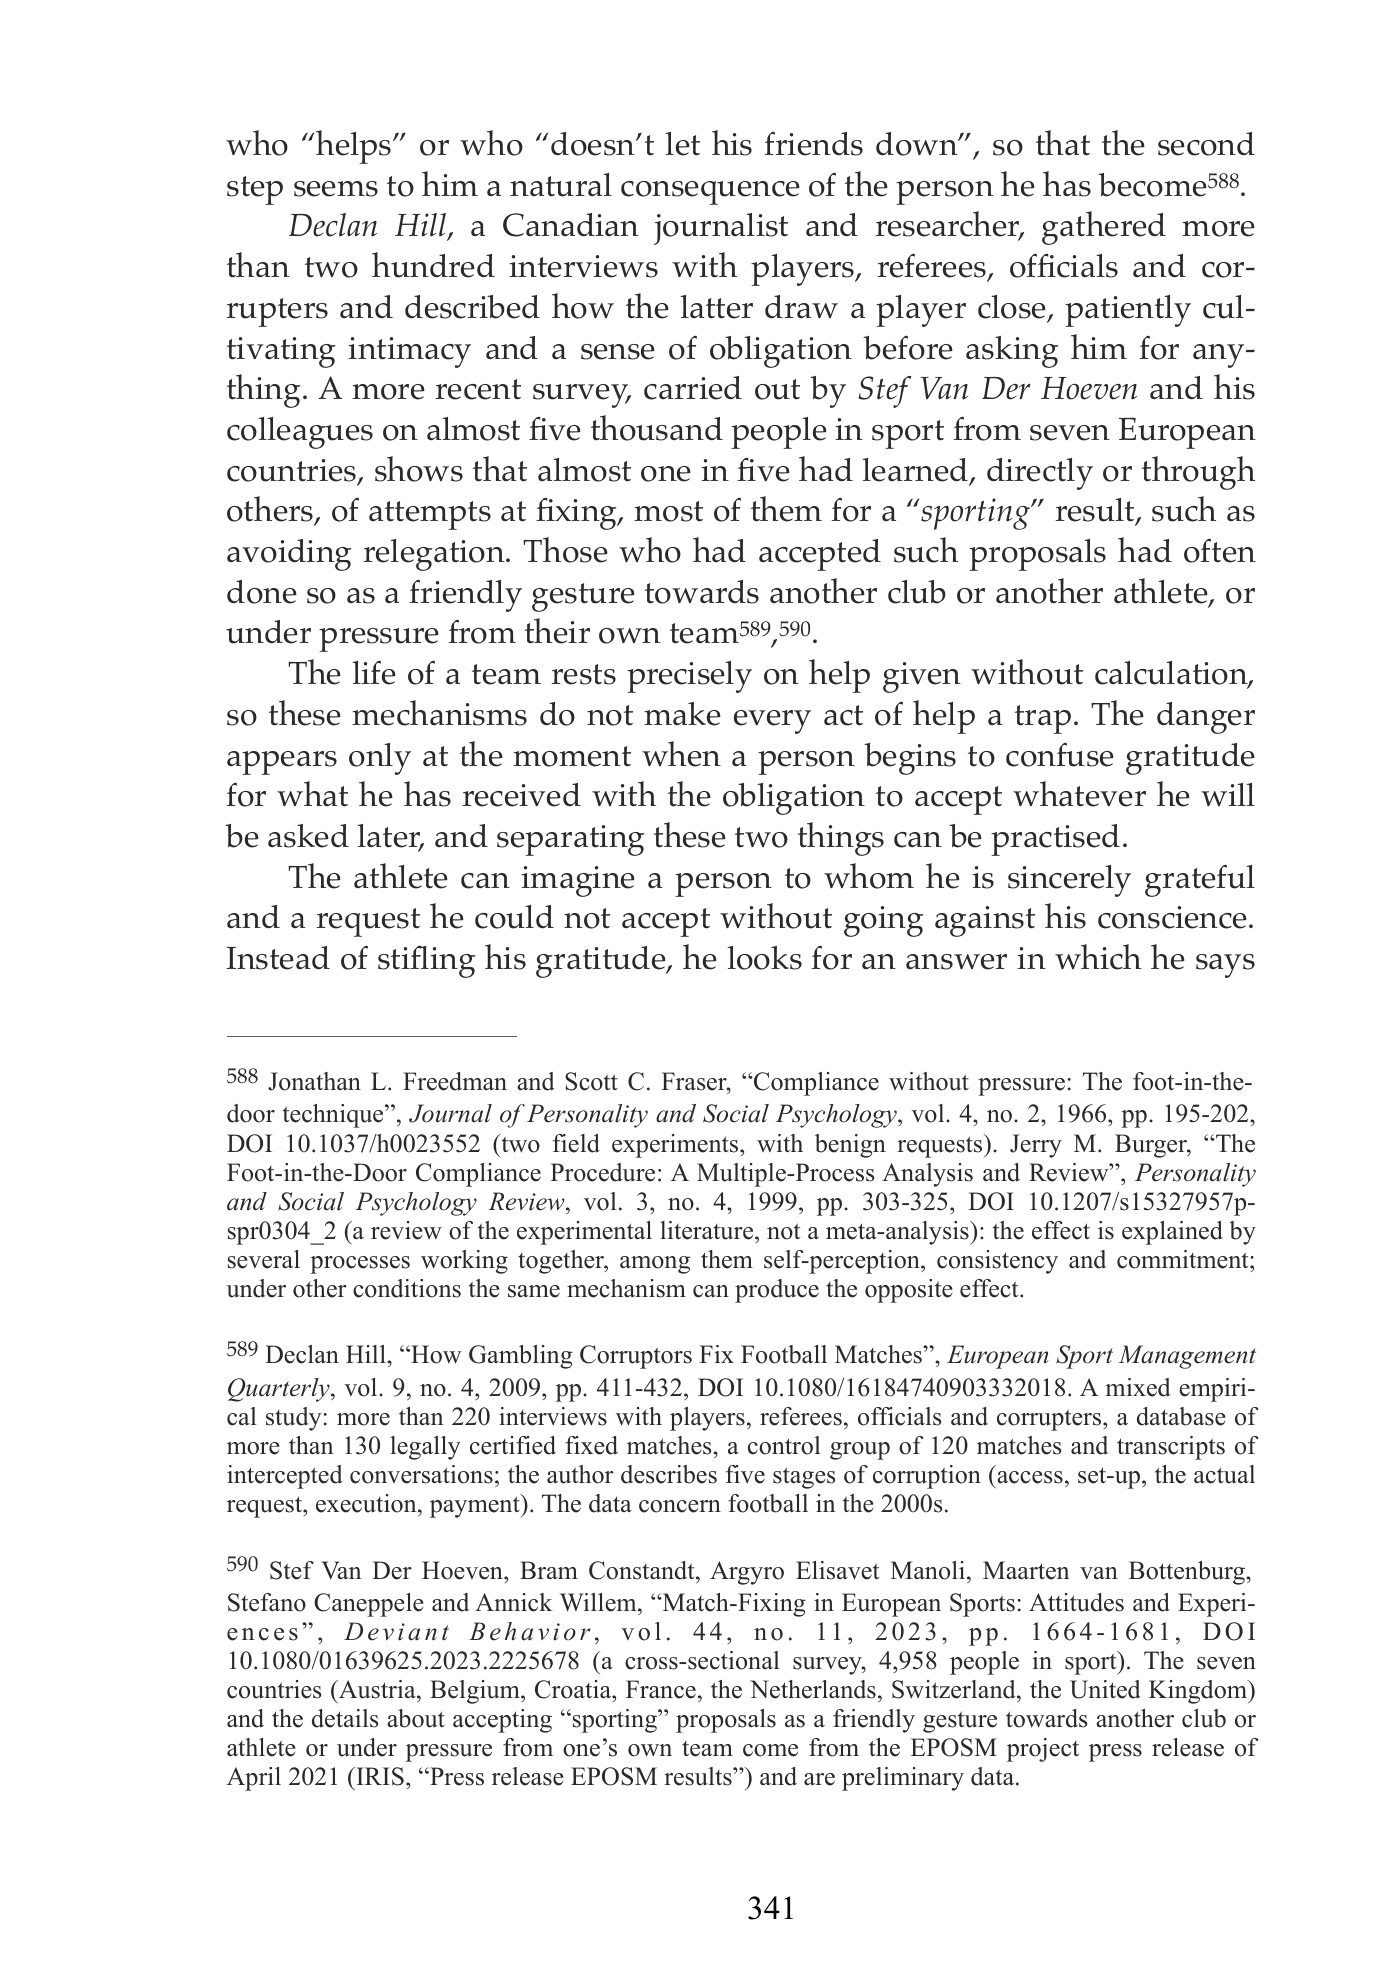 who “helps” or who “doesn’t let his friends down”, so that the second
step seems to him a natural consequence of the person he has become588.
Declan Hill, a Canadian journalist and researcher, gathered more
than two hundred interviews with players, referees, officials and cor-
rupters and described how the latter draw a player close, patiently cul-
tivating intimacy and a sense of obligation before asking him for any-
thing. A more recent survey, carried out by Stef Van Der Hoeven and his
colleagues on almost five thousand people in sport from seven European
countries, shows that almost one in five had learned, directly or through
others, of attempts at fixing, most of them for a “sporting” result, such as
avoiding relegation. Those who had accepted such proposals had often
done so as a friendly gesture towards another club or another athlete, or
under pressure from their own team589,590.
The life of a team rests precisely on help given without calculation,
so these mechanisms do not make every act of help a trap. The danger
appears only at the moment when a person begins to confuse gratitude
for what he has received with the obligation to accept whatever he will
be asked later, and separating these two things can be practised.
The athlete can imagine a person to whom he is sincerely grateful
and a request he could not accept without going against his conscience.
Instead of stifling his gratitude, he looks for an answer in which he says
588 Jonathan L. Freedman and Scott C. Fraser, “Compliance without pressure: The foot-in-the-
door technique”, Journal of Personality and Social Psychology, vol. 4, no. 2, 1966, pp. 195-202,
DOI 10.1037/h0023552 (two field experiments, with benign requests). Jerry M. Burger, “The
Foot-in-the-Door Compliance Procedure: A Multiple-Process Analysis and Review”, Personality
and Social Psychology Review, vol. 3, no. 4, 1999, pp. 303-325, DOI 10.1207/s15327957p-
spr0304_2 (a review of the experimental literature, not a meta-analysis): the effect is explained by
several processes working together, among them self-perception, consistency and commitment;
under other conditions the same mechanism can produce the opposite effect.
589 Declan Hill, “How Gambling Corruptors Fix Football Matches”, European Sport Management
Quarterly, vol. 9, no. 4, 2009, pp. 411-432, DOI 10.1080/16184740903332018. A mixed empiri-
cal study: more than 220 interviews with players, referees, officials and corrupters, a database of
more than 130 legally certified fixed matches, a control group of 120 matches and transcripts of
intercepted conversations; the author describes five stages of corruption (access, set-up, the actual
request, execution, payment). The data concern football in the 2000s.
590 Stef Van Der Hoeven, Bram Constandt, Argyro Elisavet Manoli, Maarten van Bottenburg,
Stefano Caneppele and Annick Willem, “Match-Fixing in European Sports: Attitudes and Experi-
ences”, Deviant Behavior, vol. 44, no. 11, 2023, pp. 1664-1681, DOI
10.1080/01639625.2023.2225678 (a cross-sectional survey, 4,958 people in sport). The seven
countries (Austria, Belgium, Croatia, France, the Netherlands, Switzerland, the United Kingdom)
and the details about accepting “sporting” proposals as a friendly gesture towards another club or
athlete or under pressure from one’s own team come from the EPOSM project press release of
April 2021 (IRIS, “Press release EPOSM results”) and are preliminary data.
341